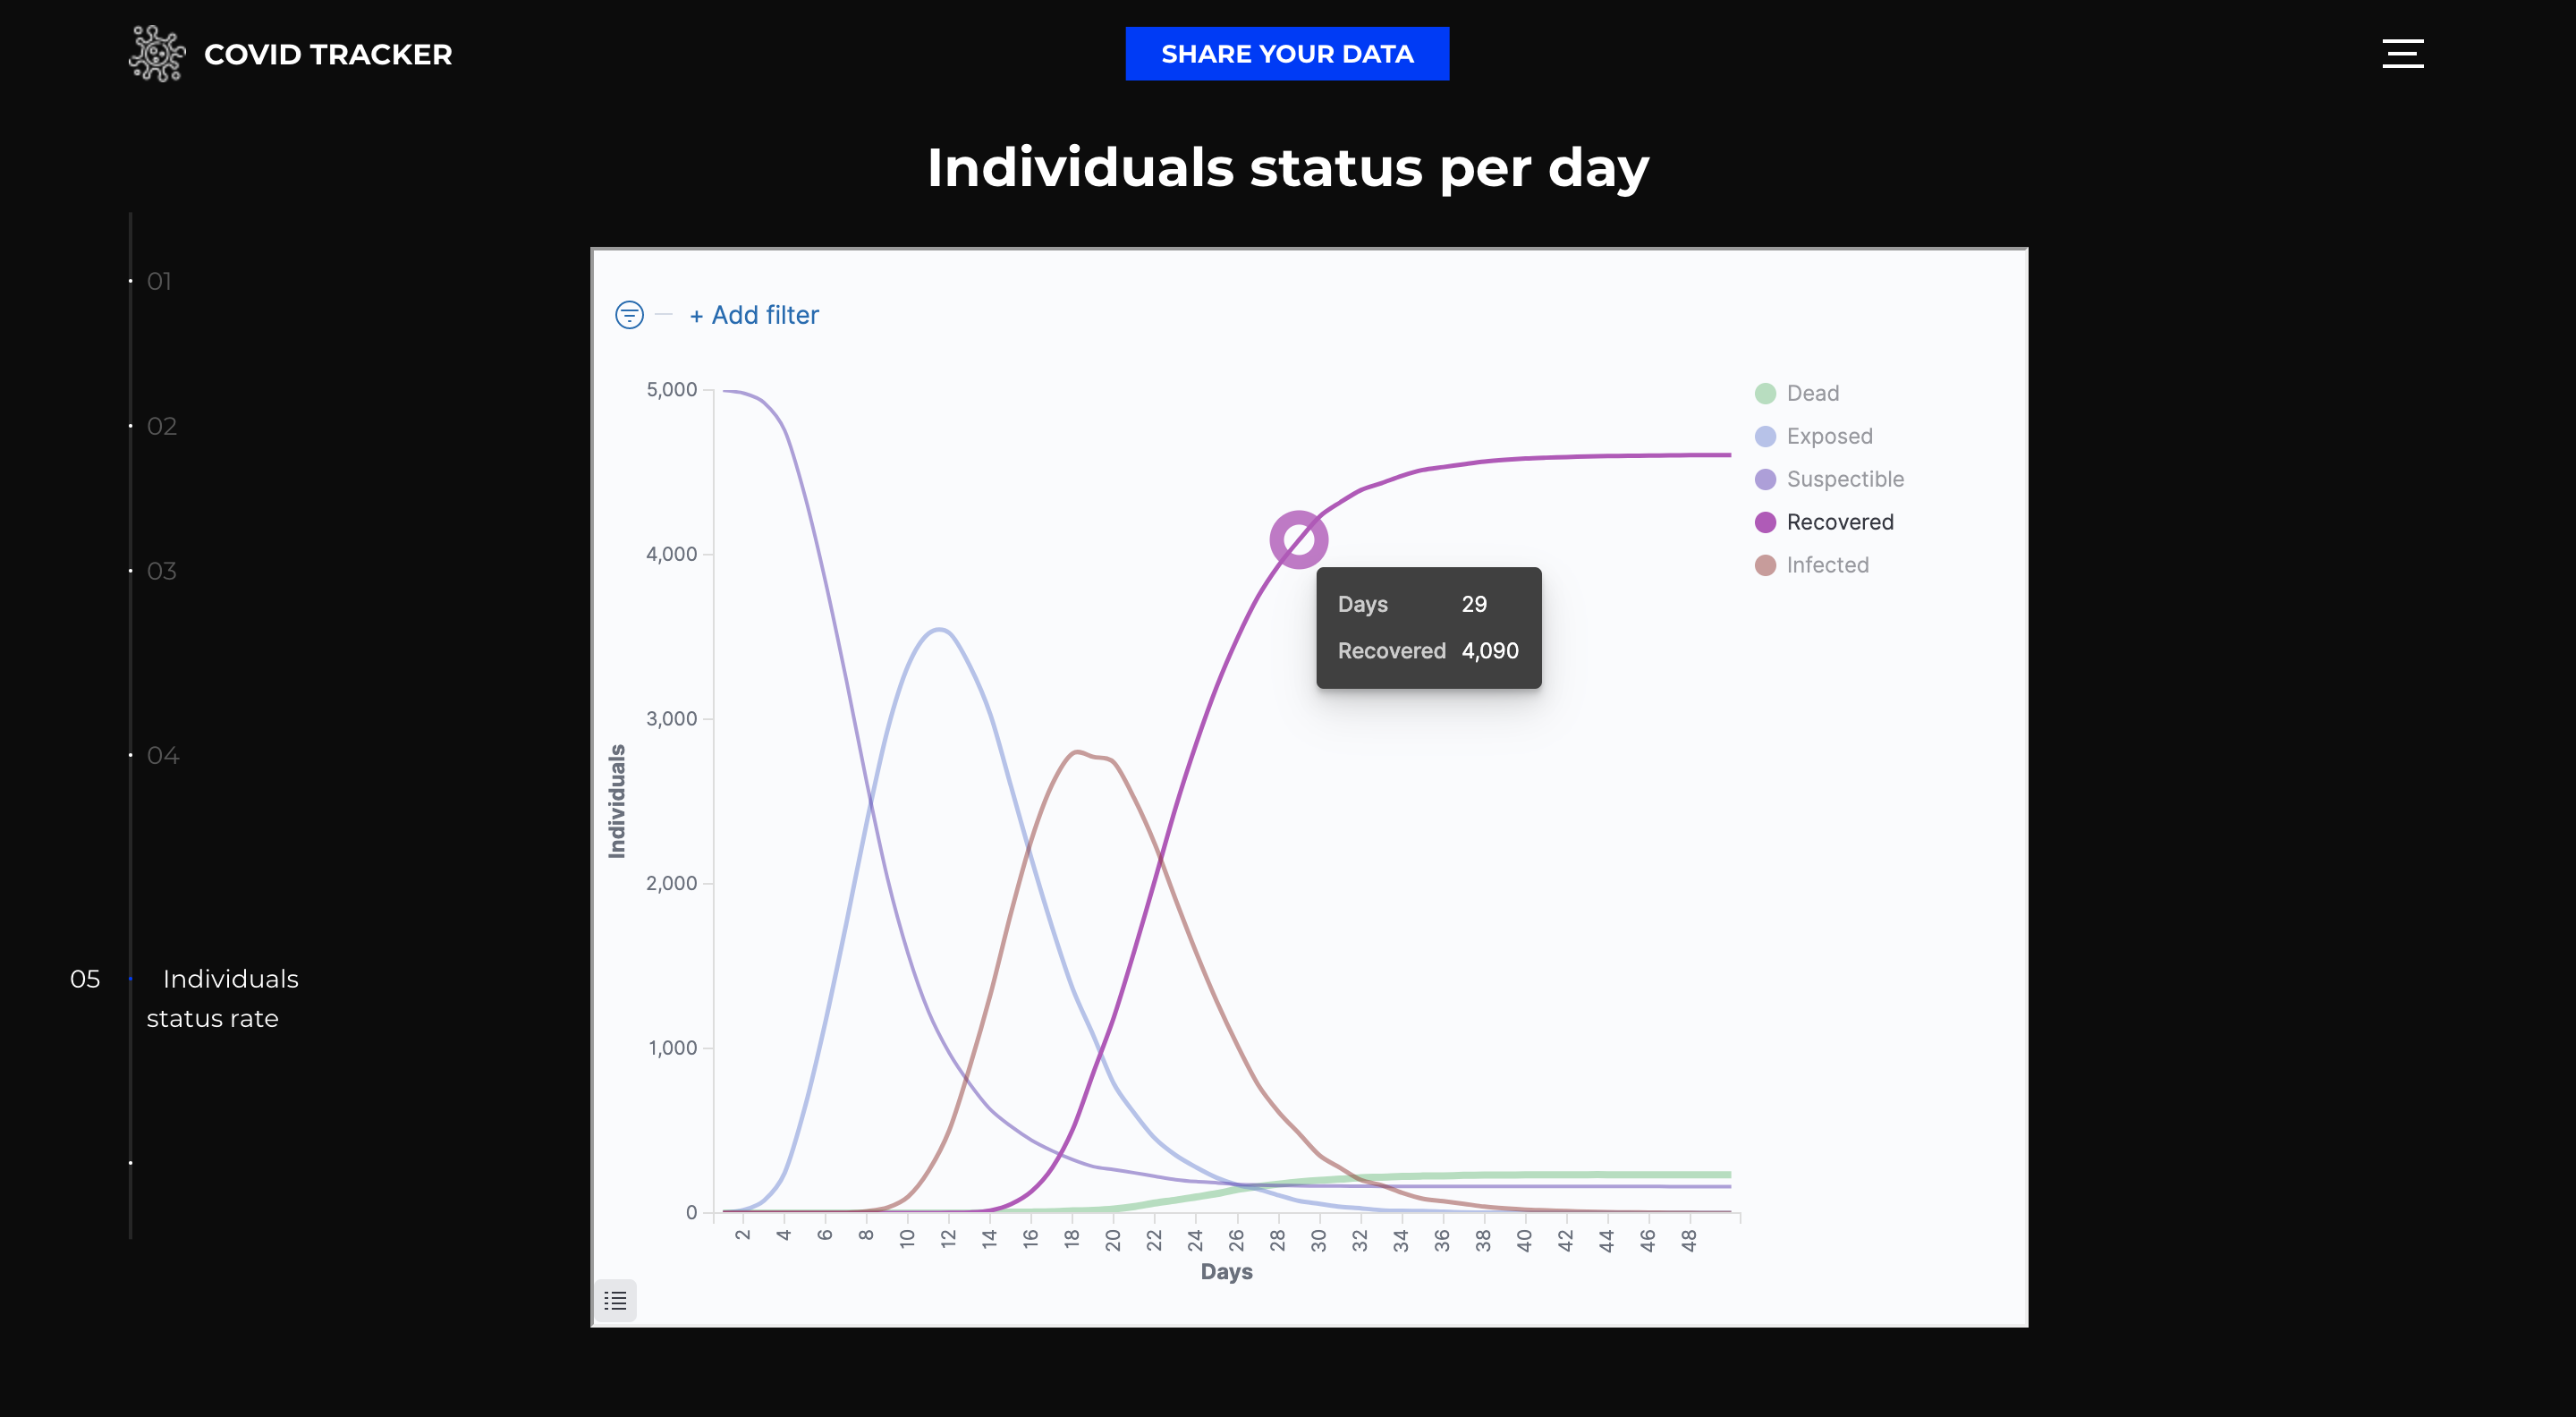 COVID TRACKER
SHARE YOUR DATA
Individuals status per day
01
02
03
04
05 Individuals
status rate
+ Add filter
5,000
4,000
3,000
2,000
1,000
0
Individuals
2 4 6 8 10 12 14 16 18 20 22 24 26 28 30 32 34 36 38 40 42 44 46 48
Days
Dead
Exposed
Suspectible
Recovered
Infected
Days 29
Recovered 4,090